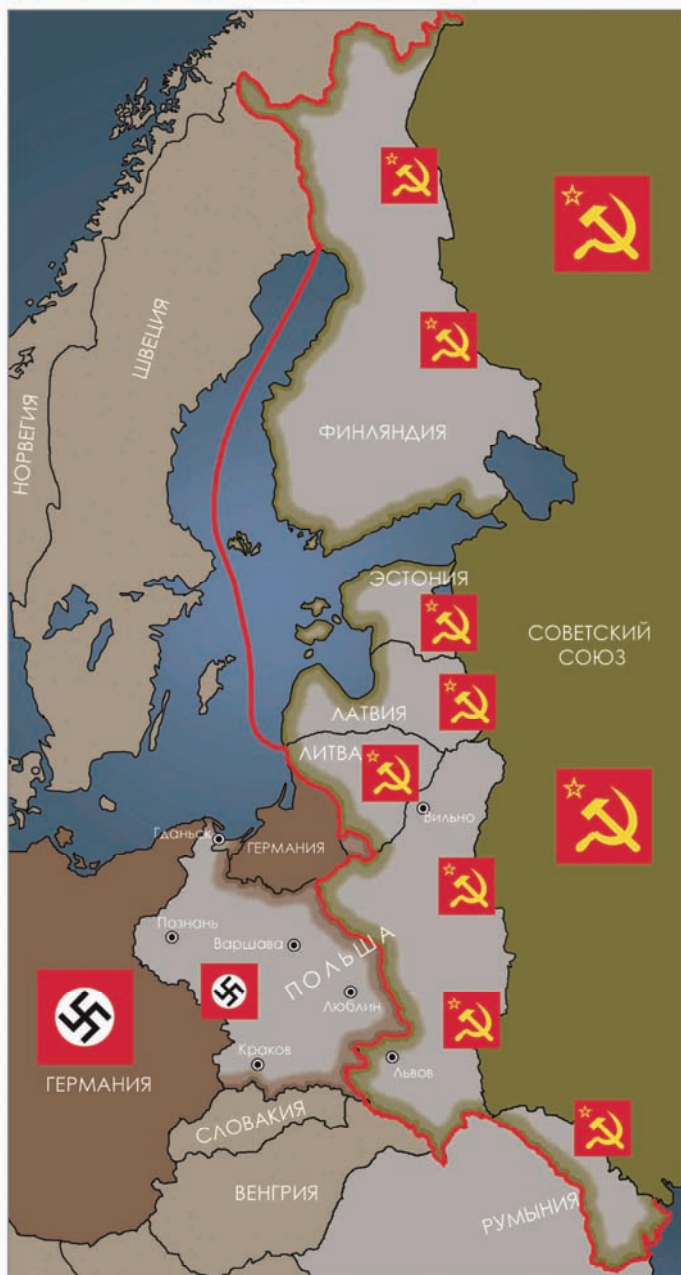 ШВЕЦИЯ
НОРВЕГИЯ
ФИНЛЯНДИЯ
ЭСТОНИЯ
СОВЕТСКИЙ
СОЮЗ
ЛАТВИЯ
ЛИТВА
Вильно
Гданьск
ГЕРМАНИЯ
Познань
Варшава
ПОЛЬША
Люблин
Краков
Львов
ГЕРМАНИЯ
СЛОВАКИЯ
ВЕНГРИЯ
РУМЫНИЯ